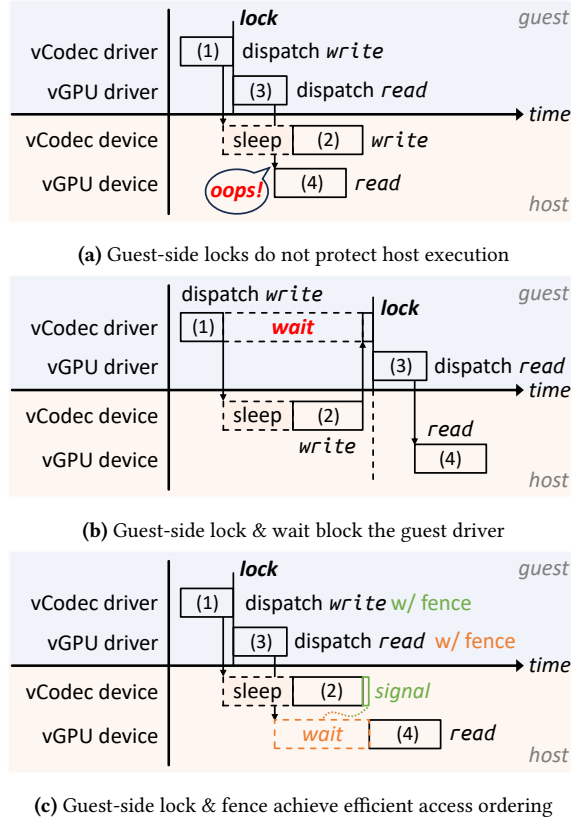 lock
guest
vCodec driver
(1)
dispatch write
vGPU driver
(3)
dispatch read
time
vCodec device
sleep
(2)
write
vGPU device
oops!
(4)
read
host
(a) Guest-side locks do not protect host execution
dispatch write
guest
lock
vCodec driver
(1)
wait
vGPU driver
(3)
dispatch read
time
vCodec device
sleep
(2)
write
read
vGPU device
(4)
host
(b) Guest-side lock & wait block the guest driver
lock
guest
vCodec driver
(1)
dispatch write w/ fence
vGPU driver
(3)
dispatch read w/ fence
time
vCodec device
sleep
(2)
signal
vGPU device
wait
(4)
read
host
(c) Guest-side lock & fence achieve efficient access ordering